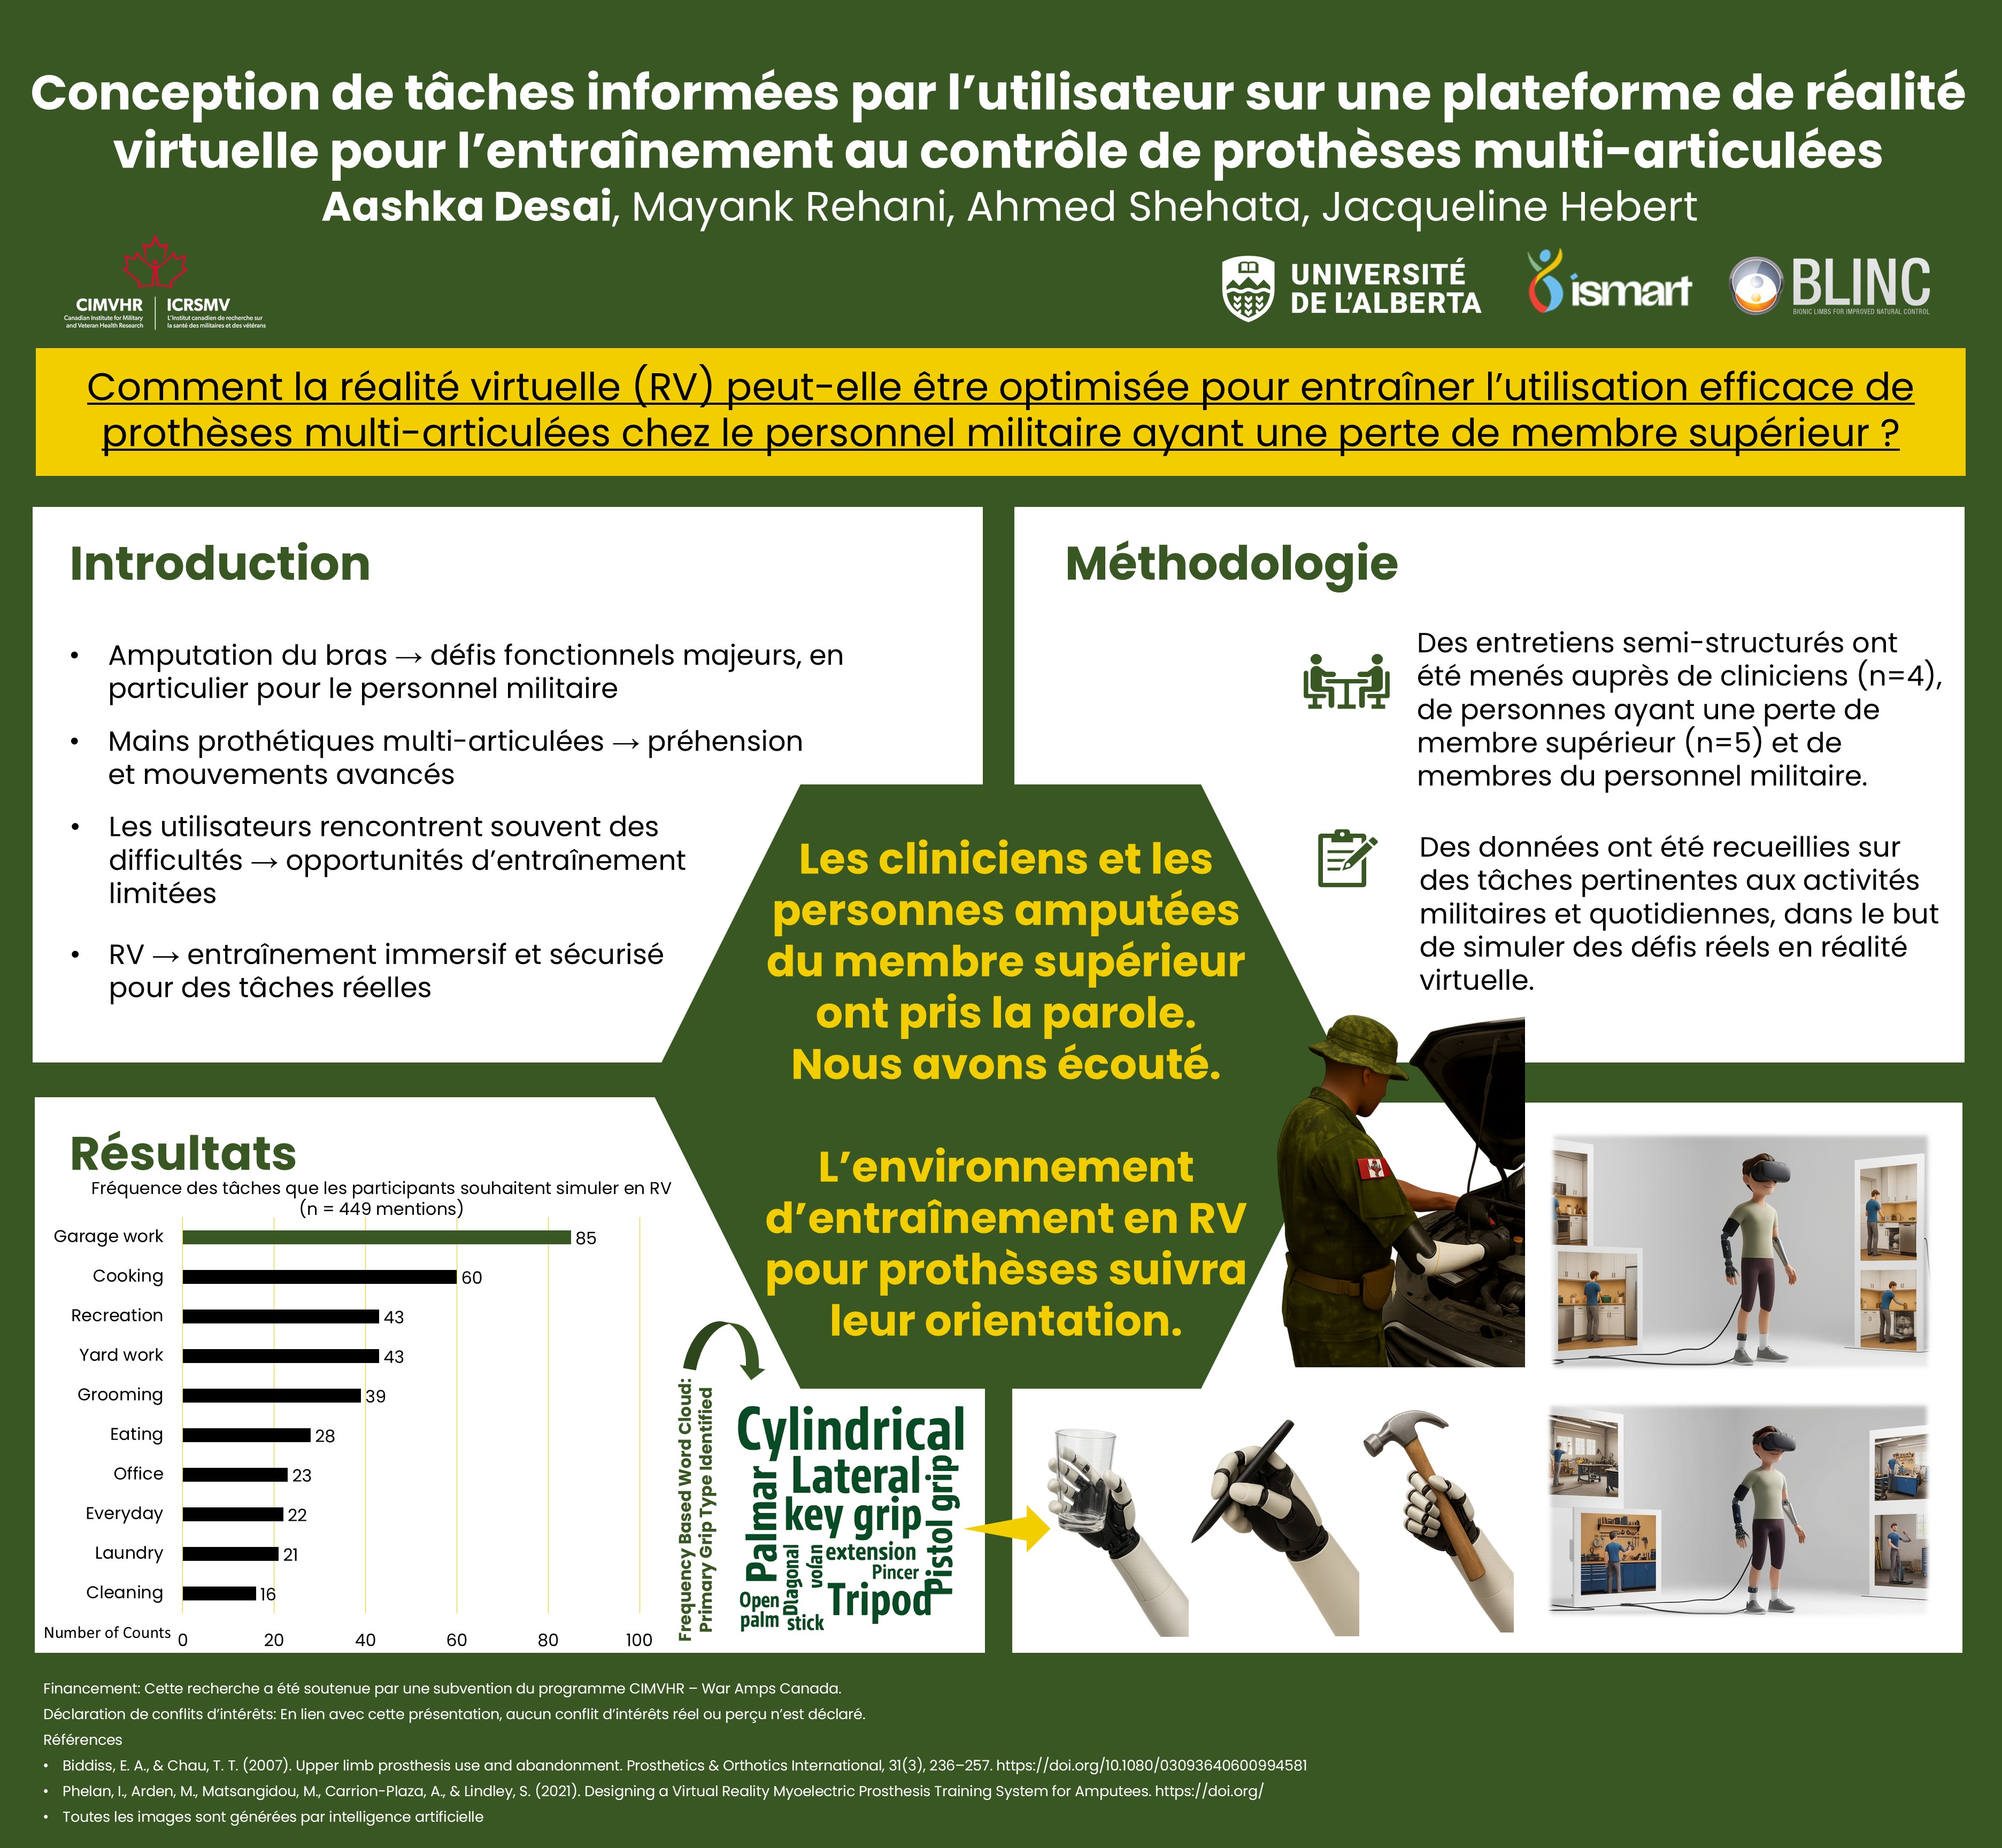 Conception de tâches informées par l’utilisateur sur une plateforme de réalité
virtuelle pour l’entraînement au contrôle de prothèses multi-articulées
Aashka Desai, Mayank Rehani, Ahmed Shehata, Jacqueline Hebert
CIMVHR
Canadian Institute for Military
and Veteran Health Research
ICRSMV
L'Institut canadien de recherche sur
la santé des militaires et des vétérans
UNIVERSITÉ
DE L’ALBERTA
ismart
BLINC
BIONIC LIMBS FOR IMPROVED NATURAL CONTROL
Comment la réalité virtuelle (RV) peut-elle être optimisée pour entraîner l’utilisation efficace de
prothèses multi-articulées chez le personnel militaire ayant une perte de membre supérieur ?
Introduction
• Amputation du bras → défis fonctionnels majeurs, en
particulier pour le personnel militaire
• Mains prothétiques multi-articulées → préhension
et mouvements avancés
• Les utilisateurs rencontrent souvent des
difficultés → opportunités d’entraînement
limitées
• RV → entraînement immersif et sécurisé
pour des tâches réelles
Méthodologie
Des entretiens semi-structurés ont
été menés auprès de cliniciens (n=4),
de personnes ayant une perte de
membre supérieur (n=5) et de
membres du personnel militaire.
Des données ont été recueillies sur
des tâches pertinentes aux activités
militaires et quotidiennes, dans le but
de simuler des défis réels en réalité
virtuelle.
Les cliniciens et les
personnes amputées
du membre supérieur
ont pris la parole.
Nous avons écouté.
L’environnement
d’entraînement en RV
pour prothèses suivra
leur orientation.
Résultats
Fréquence des tâches que les participants souhaitent simuler en RV
(n = 449 mentions)
Garage work 85
Cooking 60
Recreation 43
Yard work 43
Grooming 39
Eating 28
Office 23
Everyday 22
Laundry 21
Cleaning 16
Number of Counts 0 20 40 60 80 100
Frequency Based Word Cloud:
Primary Grip Type Identified
Cylindrical
Palmar
Lateral
key grip
Pistol grip
Diagonal
volan
extension
Pincer
Open
palm
stick
Tripod
Financement: Cette recherche a été soutenue par une subvention du programme CIMVHR – War Amps Canada.
Déclaration de conflits d’intérêts: En lien avec cette présentation, aucun conflit d’intérêts réel ou perçu n’est déclaré.
Références
• Biddiss, E. A., & Chau, T. T. (2007). Upper limb prosthesis use and abandonment. Prosthetics & Orthotics International, 31(3), 236–257. https://doi.org/10.1080/03093640600994581
• Phelan, I., Arden, M., Matsangidou, M., Carrion-Plaza, A., & Lindley, S. (2021). Designing a Virtual Reality Myoelectric Prosthesis Training System for Amputees. https://doi.org/
• Toutes les images sont générées par intelligence artificielle